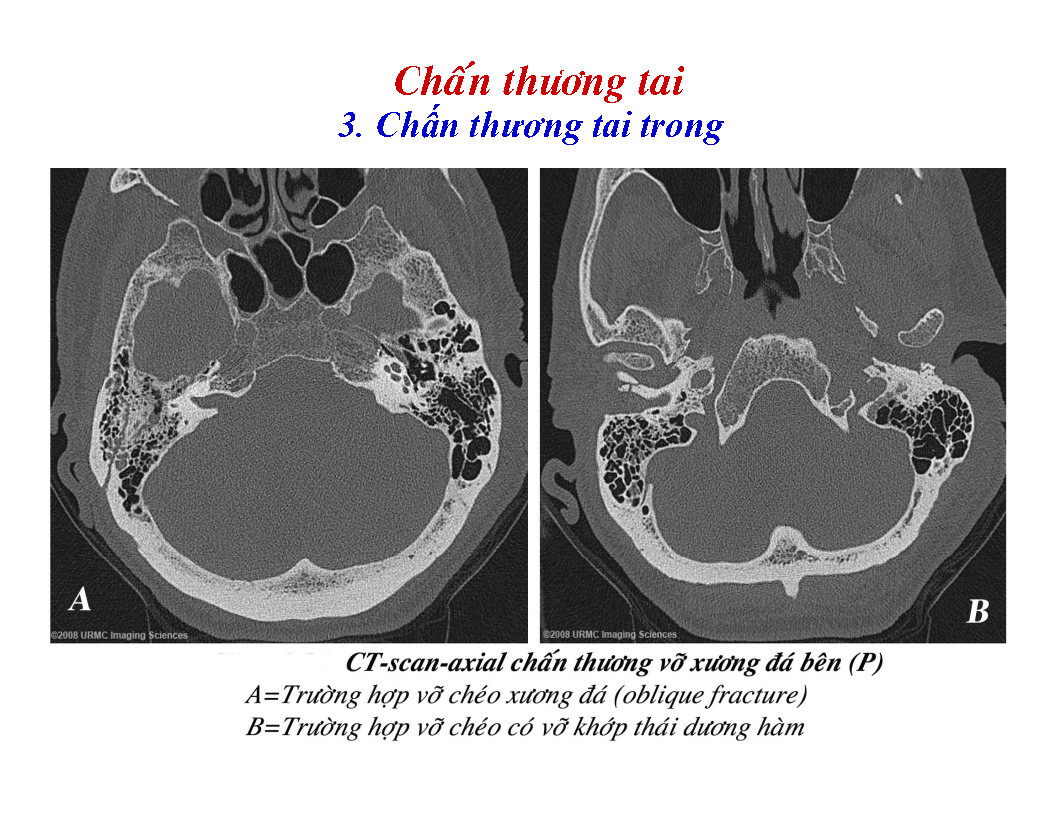 Chấn thương tai
3. Chấn thương tai trong
A
B
©2008 URMC Imaging Sciences
©2008 URMC Imaging Sciences
CT-scan-axial chấn thương vỡ xương đá bên (P)
A=Trường hợp vỡ chéo xương đá (oblique fracture)
B=Trường hợp vỡ chéo có vỡ khớp thái dương hàm